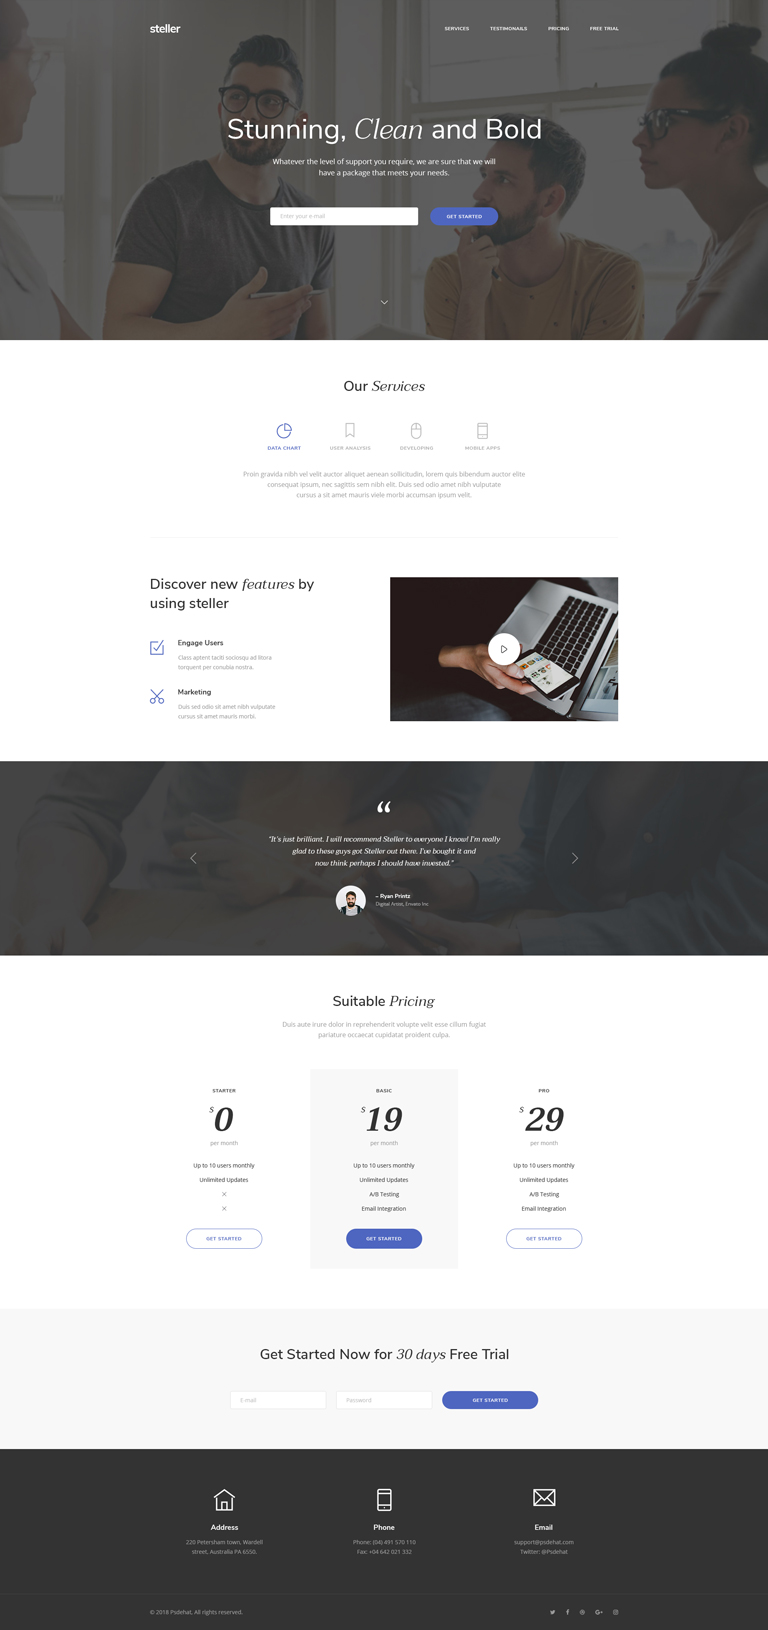 steller
SERVICES
TESTIMONAILS
PRICING
FREE TRIAL
Stunning, Clean and Bold
Whatever the level of support you require, we are sure that we will
have a package that meets your needs.
Enter your e-mail
GET STARTED
Our Services
DATA CHART
USER ANALYSIS
DEVELOPING
MOBILE APPS
Proin gravida nibh vel velit auctor aliquet aenean sollicitudin, lorem quis bibendum auctor elite
consequat ipsum, nec sagittis sem nibh elit. Duis sed odio amet nibh vulputate
cursus a sit amet mauris viele morbi accumsan ipsum velit.
Discover new features by
using steller
Engage Users
Class aptent taciti sociosqu ad litora
torquent per conubia nostra.
Marketing
Duis sed odio sit amet nibh vulputate
cursus sit amet mauris morbi.
“
“It’s just brilliant. I will recommend Steller to everyone I know! I’m really
glad to these guys got Steller out there. I’ve bought it and
now think perhaps I should have invested.”
– Ryan Printz
Digital Artist, Envato Inc
Suitable Pricing
Duis aute irure dolor in reprehenderit volupte velit esse cillum fugiat
pariature occaecat cupidatat proident culpa.
STARTER
$0
per month
Up to 10 users monthly
Unlimited Updates
GET STARTED
BASIC
$19
per month
Up to 10 users monthly
Unlimited Updates
A/B Testing
Email Integration
GET STARTED
PRO
$29
per month
Up to 10 users monthly
Unlimited Updates
A/B Testing
Email Integration
GET STARTED
Get Started Now for 30 days Free Trial
E-mail
Password
GET STARTED
Address
220 Petersham town, Wardell
street, Australia PA 6550.
Phone
Phone: (04) 491 570 110
Fax: +04 642 021 332
Email
support@psdehat.com
Twitter: @Psdehat
© 2018 Psdehat, All rights reserved.